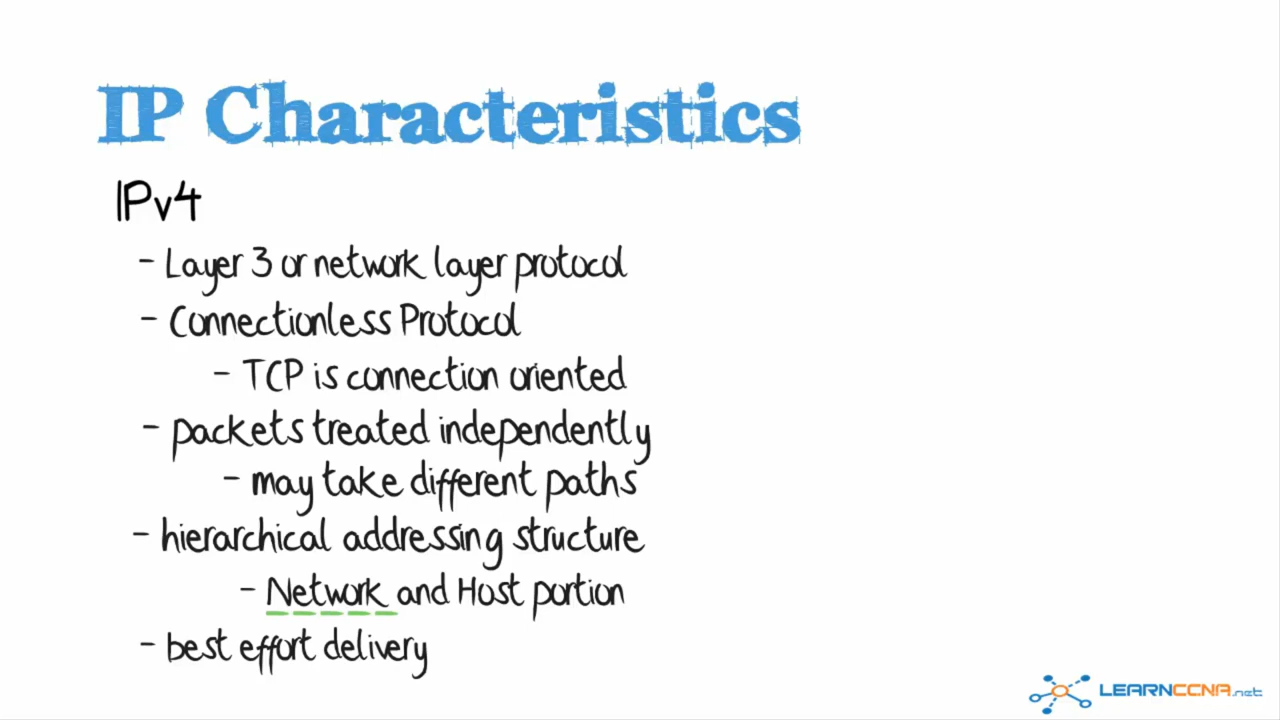 IP Characteristics
IPv4
- Layer 3 or network layer protocol
- Connectionless Protocol
- TCP is connection oriented
- packets treated independently
- may take different paths
- hierarchical addressing structure
- Network and Host portion
- best effort delivery
LEARNCCNA.net